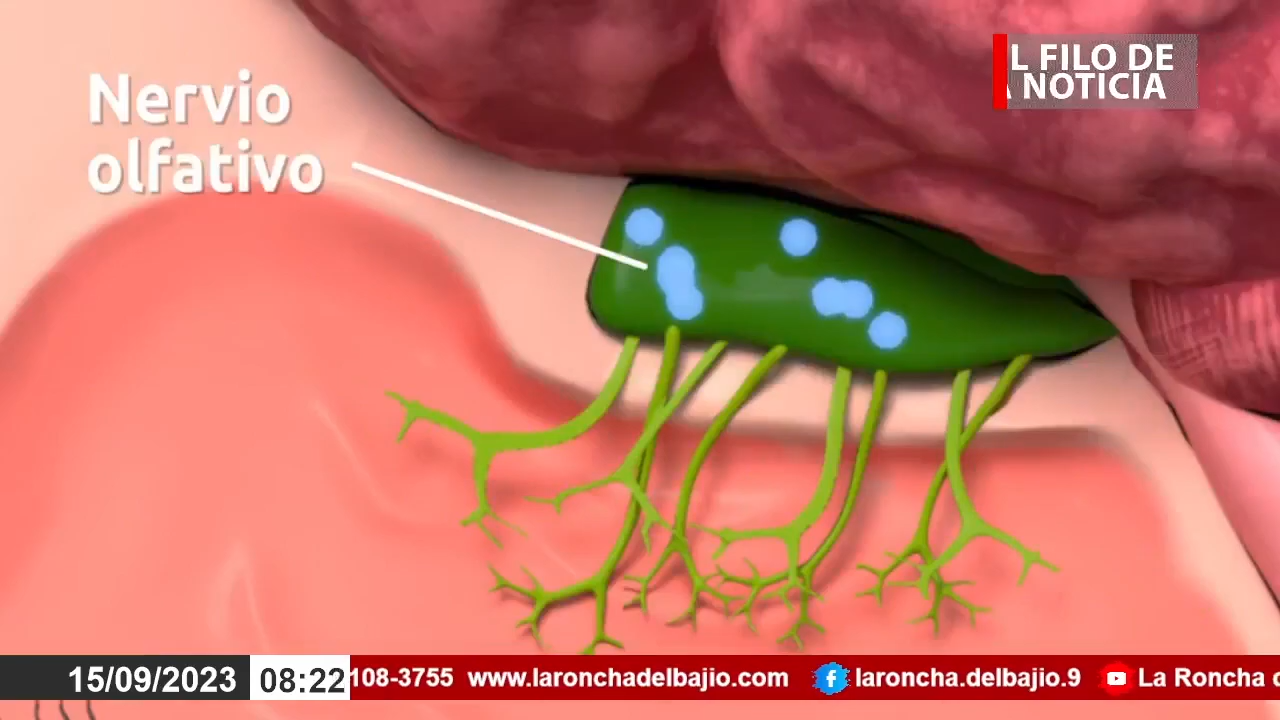 Nervio
olfativo
L FILO DE
A NOTICIA
15/09/2023 08:22 108-3755 www.laronchadelbajio.com laroncha.delbajio.9 La Roncha